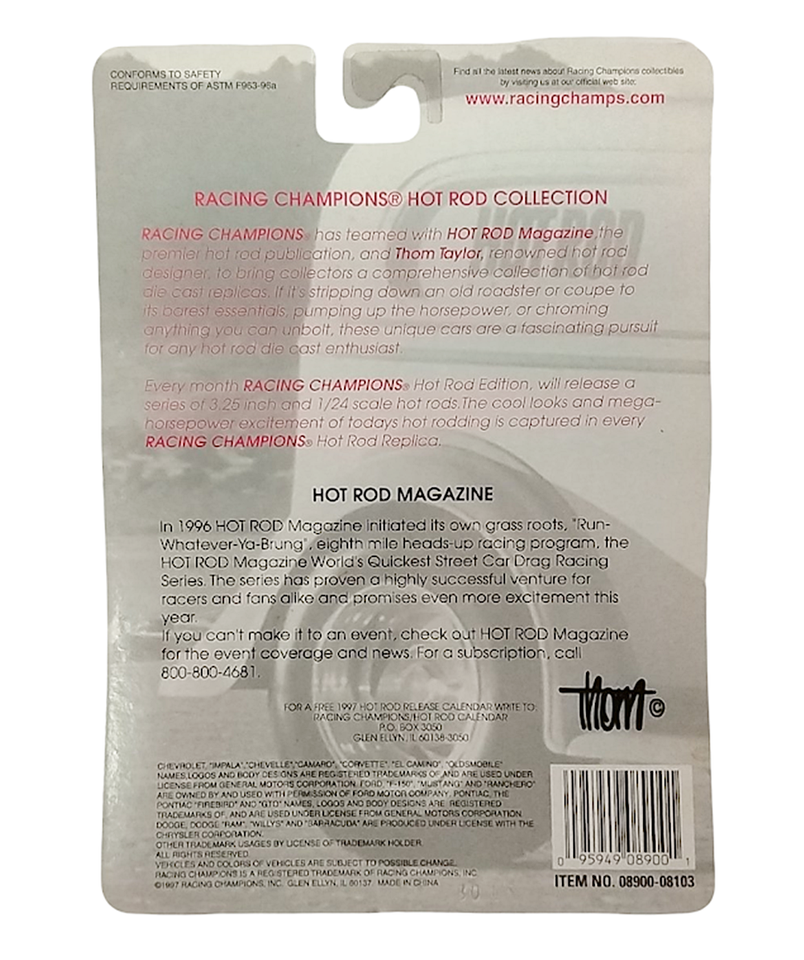 CONFORMS TO SAFETY
REQUIREMENTS OF ASTM F963-96a
Find all the latest news about Racing Champions collectibles
by visiting us at our official web site:
www.racingchamps.com
HOT ROD
RACING CHAMPIONS® HOT ROD COLLECTION
RACING CHAMPIONS® has teamed with HOT ROD Magazine, the
premier hot rod publication, and Thom Taylor, renowned hot rod
designer, to bring collectors a comprehensive collection of hot rod
die cast replicas. If it's stripping down an old roadster or coupe to
its barest essentials, pumping up the horsepower, or chroming
anything you can unbolt, these unique cars are a fascinating pursuit
for any hot rod die cast enthusiast.
Every month RACING CHAMPIONS® Hot Rod Edition, will release a
series of 3.25 inch and 1/24 scale hot rods. The cool looks and mega-
horsepower excitement of todays hot rodding is captured in every
RACING CHAMPIONS® Hot Rod Replica.
HOT ROD MAGAZINE
In 1996 HOT ROD Magazine initiated its own grass roots, "Run-
Whatever-Ya-Brung", eighth mile heads-up racing program, the
HOT ROD Magazine World's Quickest Street Car Drag Racing
Series. The series has proven a highly successful venture for
racers and fans alike and promises even more excitement this
year.
If you can't make it to an event, check out HOT ROD Magazine
for the event coverage and news. For a subscription, call
800-800-4681.
Thom ©
FOR A FREE 1997 HOT ROD RELEASE CALENDAR WRITE TO:
RACING CHAMPIONS/HOT ROD CALENDAR
P.O. BOX 3050
GLEN ELLYN, IL 60138-3050
CHEVROLET, "IMPALA", "CHEVELLE", "CAMARO", "CORVETTE", "EL CAMINO", "OLDSMOBILE"
NAMES, LOGOS AND BODY DESIGNS ARE REGISTERED TRADEMARKS OF AND ARE USED UNDER
LICENSE FROM GENERAL MOTORS CORPORATION. FORD, "F-150", "MUSTANG" AND "RANCHERO"
ARE OWNED BY AND USED WITH PERMISSION OF FORD MOTOR COMPANY. PONTIAC, THE
PONTIAC "FIREBIRD" AND "GTO" NAMES, LOGOS AND BODY DESIGNS ARE REGISTERED
TRADEMARKS OF, AND ARE USED UNDER LICENSE FROM GENERAL MOTORS CORPORATION
DODGE, DODGE "RAM", "WILLYS" AND "BARRACUDA" ARE PRODUCED UNDER LICENSE WITH THE
CHRYSLER CORPORATION.
OTHER TRADEMARK USAGES BY LICENSE OF TRADEMARK HOLDER.
ALL RIGHTS RESERVED.
VEHICLES AND COLORS OF VEHICLES ARE SUBJECT TO POSSIBLE CHANGE.
RACING CHAMPIONS IS A REGISTERED TRADEMARK OF RACING CHAMPIONS, INC.
©1997 RACING CHAMPIONS, INC. GLEN ELLYN, IL 60137. MADE IN CHINA
0 95949 08900 1
ITEM NO. 08900-08103